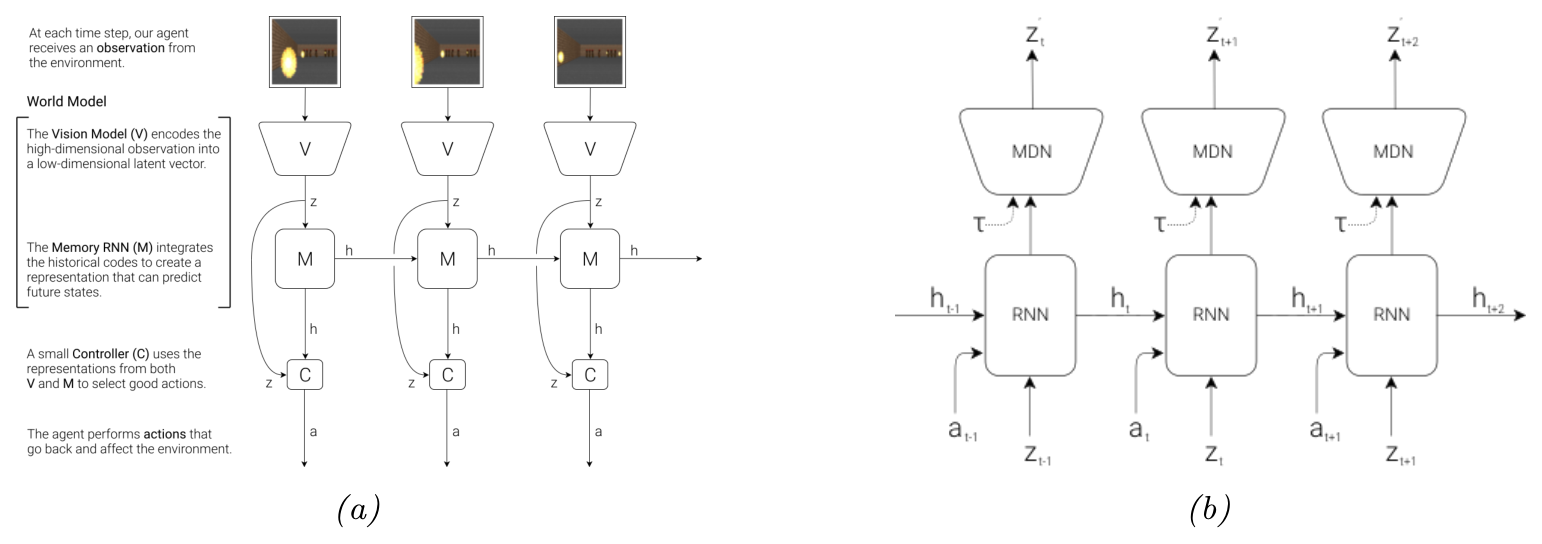 At each time step, our agent
receives an observation from
the environment.
World Model
The Vision Model (V) encodes the
high-dimensional observation into
a low-dimensional latent vector.
The Memory RNN (M) integrates
the historical codes to create a
representation that can predict
future states.
A small Controller (C) uses the
representations from both
V and M to select good actions.
The agent performs actions that
go back and affect the environment.
V V V
z z z
M h M h M h
h h h
z C z C z C
a a a
(a)
z_t z_{t+1} z_{t+2}
MDN MDN MDN
τ τ τ
h_{t-1} RNN h_t RNN h_{t+1} RNN h_{t+2}
a_{t-1} a_t a_{t+1}
z_{t-1} z_t z_{t+1}
(b)